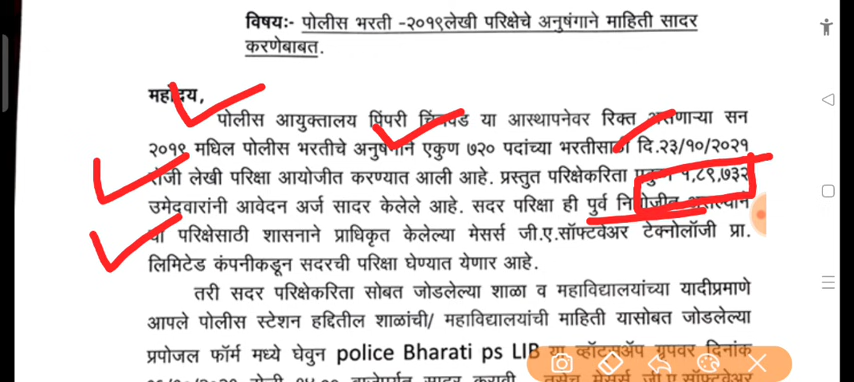 विषयः- पोलीस भरती -२०१९लेखी परिक्षेचे अनुषंगाने माहिती सादर
करणेबाबत.
महोदय,
पोलीस आयुक्तालय पिंपरी चिंचवड या आस्थापनेवर रिक्त असणाऱ्या सन
२०१९ मधिल पोलीस भरतीचे अनुषंगाने एकुण ७२० पदांच्या भरतीसाठी दि.२३/१०/२०२१
रोजी लेखी परिक्षा आयोजीत करण्यात आली आहे. प्रस्तुत परिक्षेकरिता एकुण १,८९,७३२
उमेदवारांनी आवेदन अर्ज सादर केलेले आहे. सदर परिक्षा ही पुर्व नियोजीत असल्याने
या परिक्षेसाठी शासनाने प्राधिकृत केलेल्या मेसर्स जी.ए.सॉफ्टवेअर टेक्नोलॉजी प्रा.
लिमिटेड कंपनीकडून सदरची परिक्षा घेण्यात येणार आहे.
तरी सदर परिक्षेकरिता सोबत जोडलेल्या शाळा व महाविद्यालयांच्या यादीप्रमाणे
आपले पोलीस स्टेशन हद्दितील शाळांची/ महाविद्यालयांची माहिती यासोबत जोडलेल्या
प्रपोजल फॉर्म मध्ये घेवुन police Bharati ps LIB या व्हॉटसॲप ग्रुपवर दिनांक